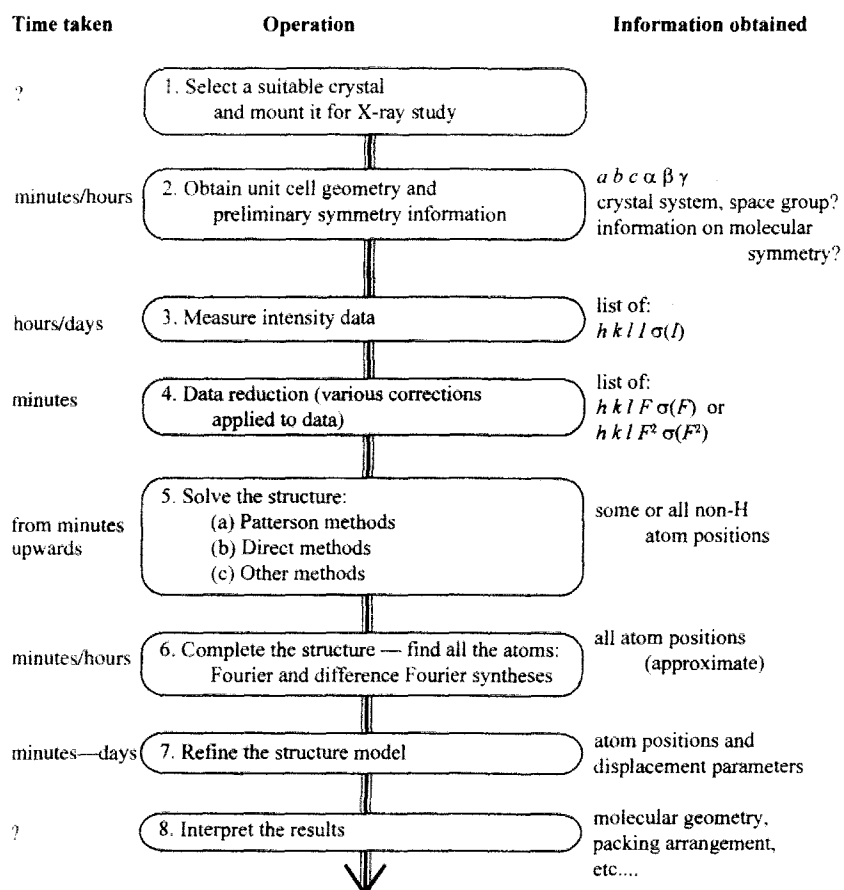 Time taken
Operation
Information obtained
?
1. Select a suitable crystal
and mount it for X-ray study
minutes/hours
2. Obtain unit cell geometry and
preliminary symmetry information
a b c α β γ
crystal system, space group?
information on molecular
symmetry?
hours/days
3. Measure intensity data
list of:
h k l I σ(I)
minutes
4. Data reduction (various corrections
applied to data)
list of:
h k l F σ(F) or
h k l F² σ(F²)
from minutes
upwards
5. Solve the structure:
(a) Patterson methods
(b) Direct methods
(c) Other methods
some or all non-H
atom positions
minutes/hours
6. Complete the structure — find all the atoms:
Fourier and difference Fourier syntheses
all atom positions
(approximate)
minutes—days
7. Refine the structure model
atom positions and
displacement parameters
?
8. Interpret the results
molecular geometry,
packing arrangement,
etc....